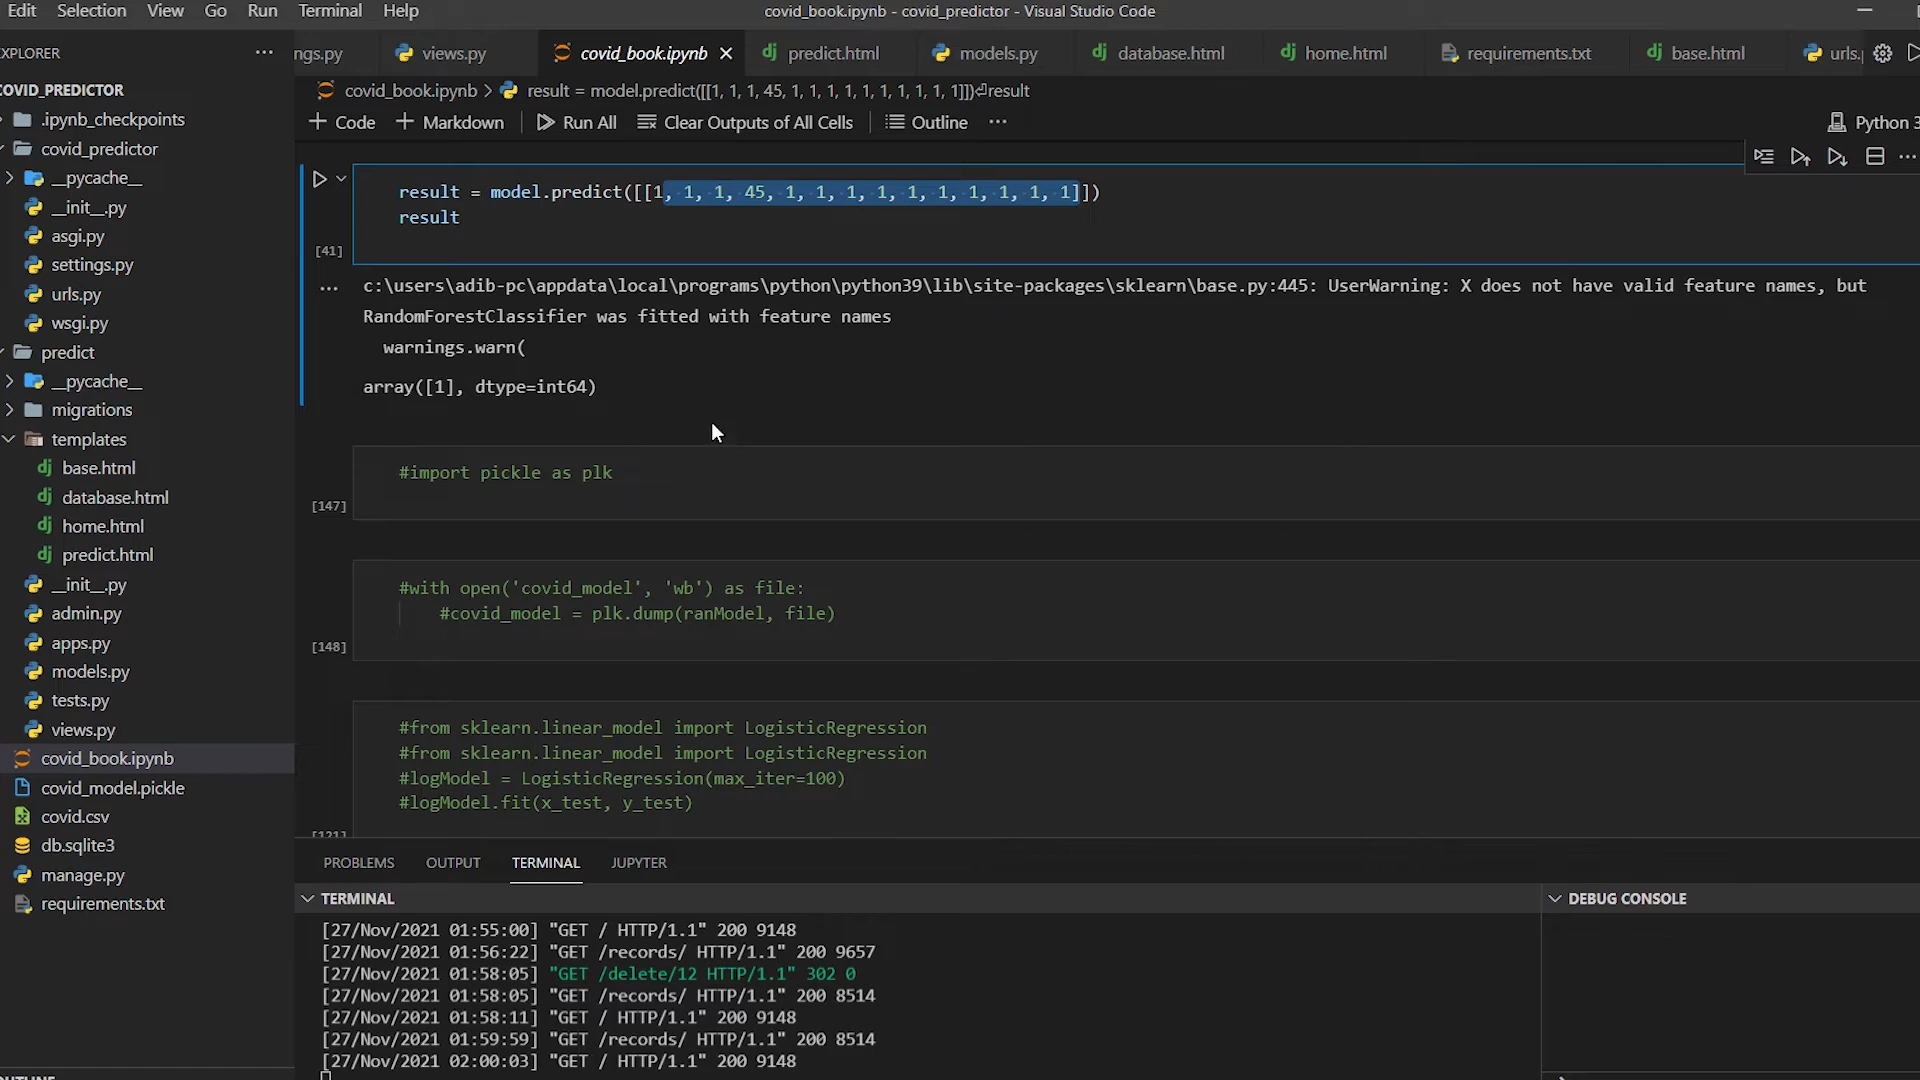 Edit Selection View Go Run Terminal Help covid_book.ipynb - covid_predictor - Visual Studio Code
XPLORER
ngs.py views.py covid_book.ipynb predict.html models.py database.html home.html requirements.txt base.html urls.
covid_book.ipynb > result = model.predict([[1, 1, 1, 45, 1, 1, 1, 1, 1, 1, 1, 1, 1, 1]])⏎result
+ Code + Markdown Run All Clear Outputs of All Cells Outline ··· Python 3
COVID_PREDICTOR
.ipynb_checkpoints
covid_predictor
__pycache__
__init__.py
asgi.py
settings.py
urls.py
wsgi.py
predict
__pycache__
migrations
templates
base.html
database.html
home.html
predict.html
__init__.py
admin.py
apps.py
models.py
tests.py
views.py
covid_book.ipynb
covid_model.pickle
covid.csv
db.sqlite3
manage.py
requirements.txt
OUTLINE
result = model.predict([[1, 1, 1, 45, 1, 1, 1, 1, 1, 1, 1, 1, 1, 1]])
result
[41]
c:\users\adib-pc\appdata\local\programs\python\python39\lib\site-packages\sklearn\base.py:445: UserWarning: X does not have valid feature names, but
RandomForestClassifier was fitted with feature names
warnings.warn(
array([1], dtype=int64)
#import pickle as plk
[147]
#with open('covid_model', 'wb') as file:
#covid_model = plk.dump(ranModel, file)
[148]
#from sklearn.linear_model import LogisticRegression
#from sklearn.linear_model import LogisticRegression
#logModel = LogisticRegression(max_iter=100)
#logModel.fit(x_test, y_test)
[121]
PROBLEMS OUTPUT TERMINAL JUPYTER
TERMINAL
DEBUG CONSOLE
[27/Nov/2021 01:55:00] "GET / HTTP/1.1" 200 9148
[27/Nov/2021 01:56:22] "GET /records/ HTTP/1.1" 200 9657
[27/Nov/2021 01:58:05] "GET /delete/12 HTTP/1.1" 302 0
[27/Nov/2021 01:58:05] "GET /records/ HTTP/1.1" 200 8514
[27/Nov/2021 01:58:11] "GET / HTTP/1.1" 200 9148
[27/Nov/2021 01:59:59] "GET /records/ HTTP/1.1" 200 8514
[27/Nov/2021 02:00:03] "GET / HTTP/1.1" 200 9148